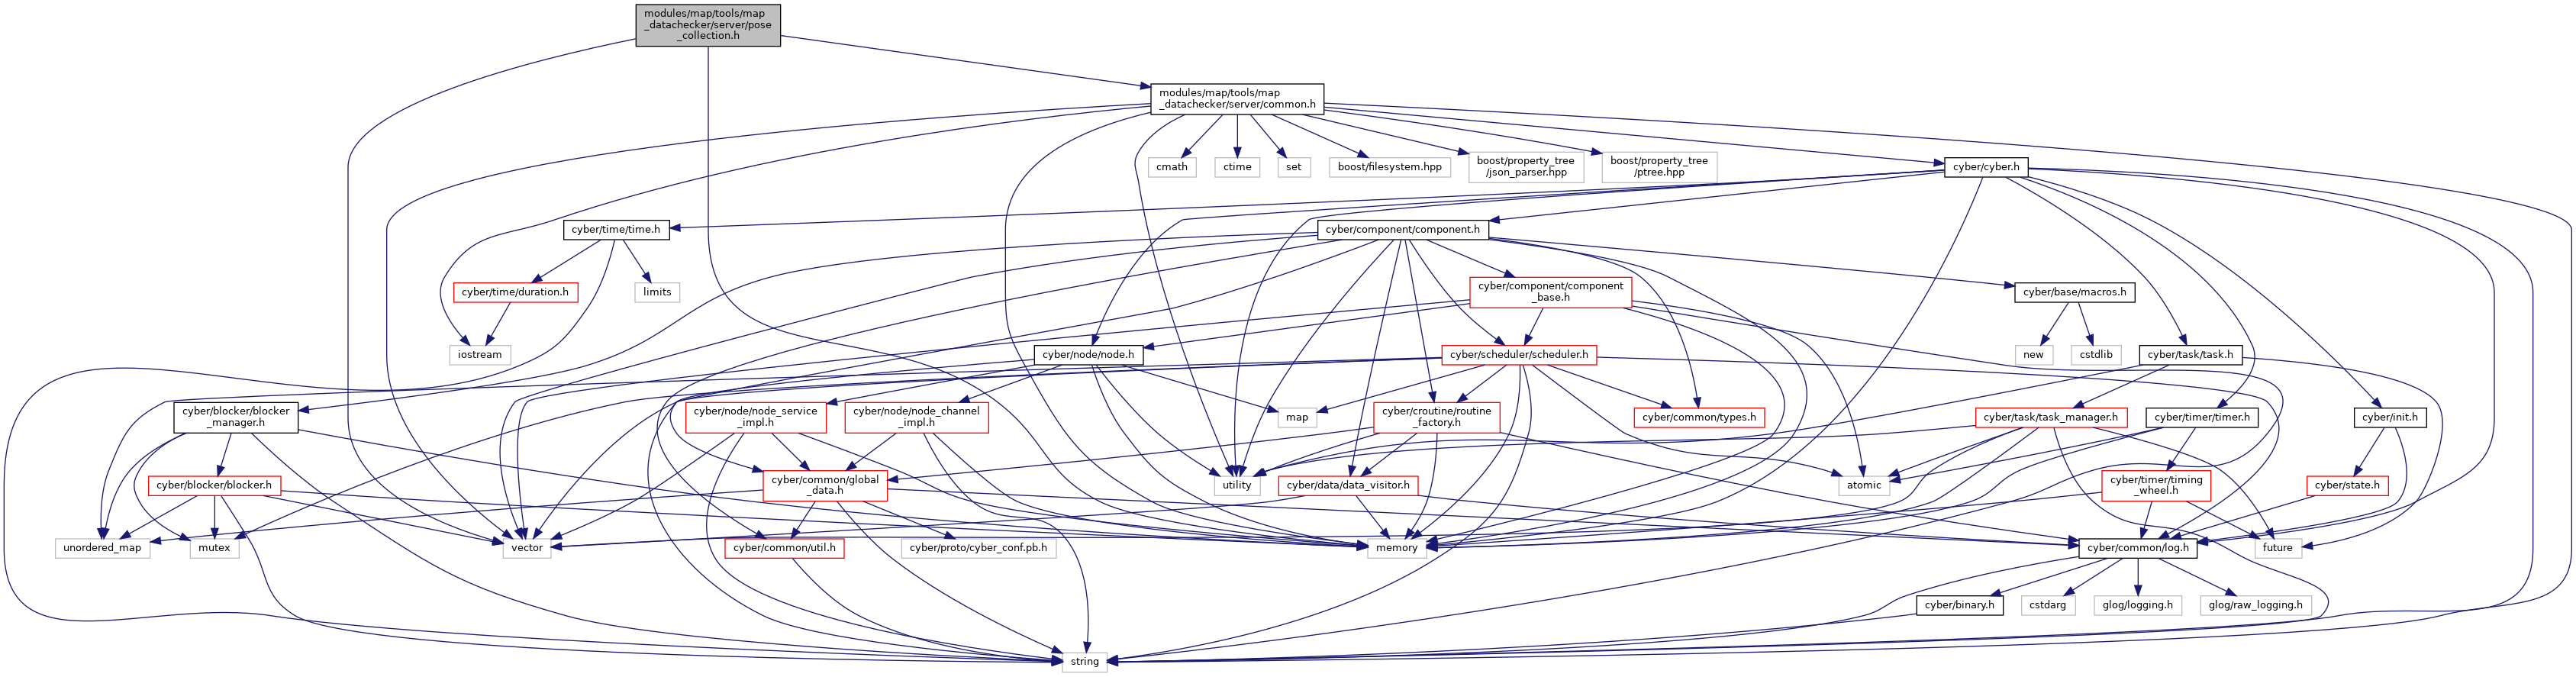 modules/map/tools/map
_datachecker/server/pose
_collection.h
modules/map/tools/map
_datachecker/server/common.h
cmath
ctime
set
boost/filesystem.hpp
boost/property_tree
/json_parser.hpp
boost/property_tree
/ptree.hpp
cyber/cyber.h
cyber/time/time.h
cyber/component/component.h
cyber/time/duration.h
limits
cyber/component/component
_base.h
cyber/base/macros.h
iostream
cyber/node/node.h
cyber/scheduler/scheduler.h
new
cstdlib
cyber/task/task.h
cyber/blocker/blocker
_manager.h
cyber/node/node_service
_impl.h
cyber/node/node_channel
_impl.h
map
cyber/croutine/routine
_factory.h
cyber/common/types.h
cyber/task/task_manager.h
cyber/timer/timer.h
cyber/init.h
cyber/blocker/blocker.h
cyber/common/global
_data.h
utility
cyber/data/data_visitor.h
atomic
cyber/timer/timing
_wheel.h
cyber/state.h
unordered_map
mutex
vector
cyber/common/util.h
cyber/proto/cyber_conf.pb.h
memory
cyber/common/log.h
future
cyber/binary.h
cstdarg
glog/logging.h
glog/raw_logging.h
string